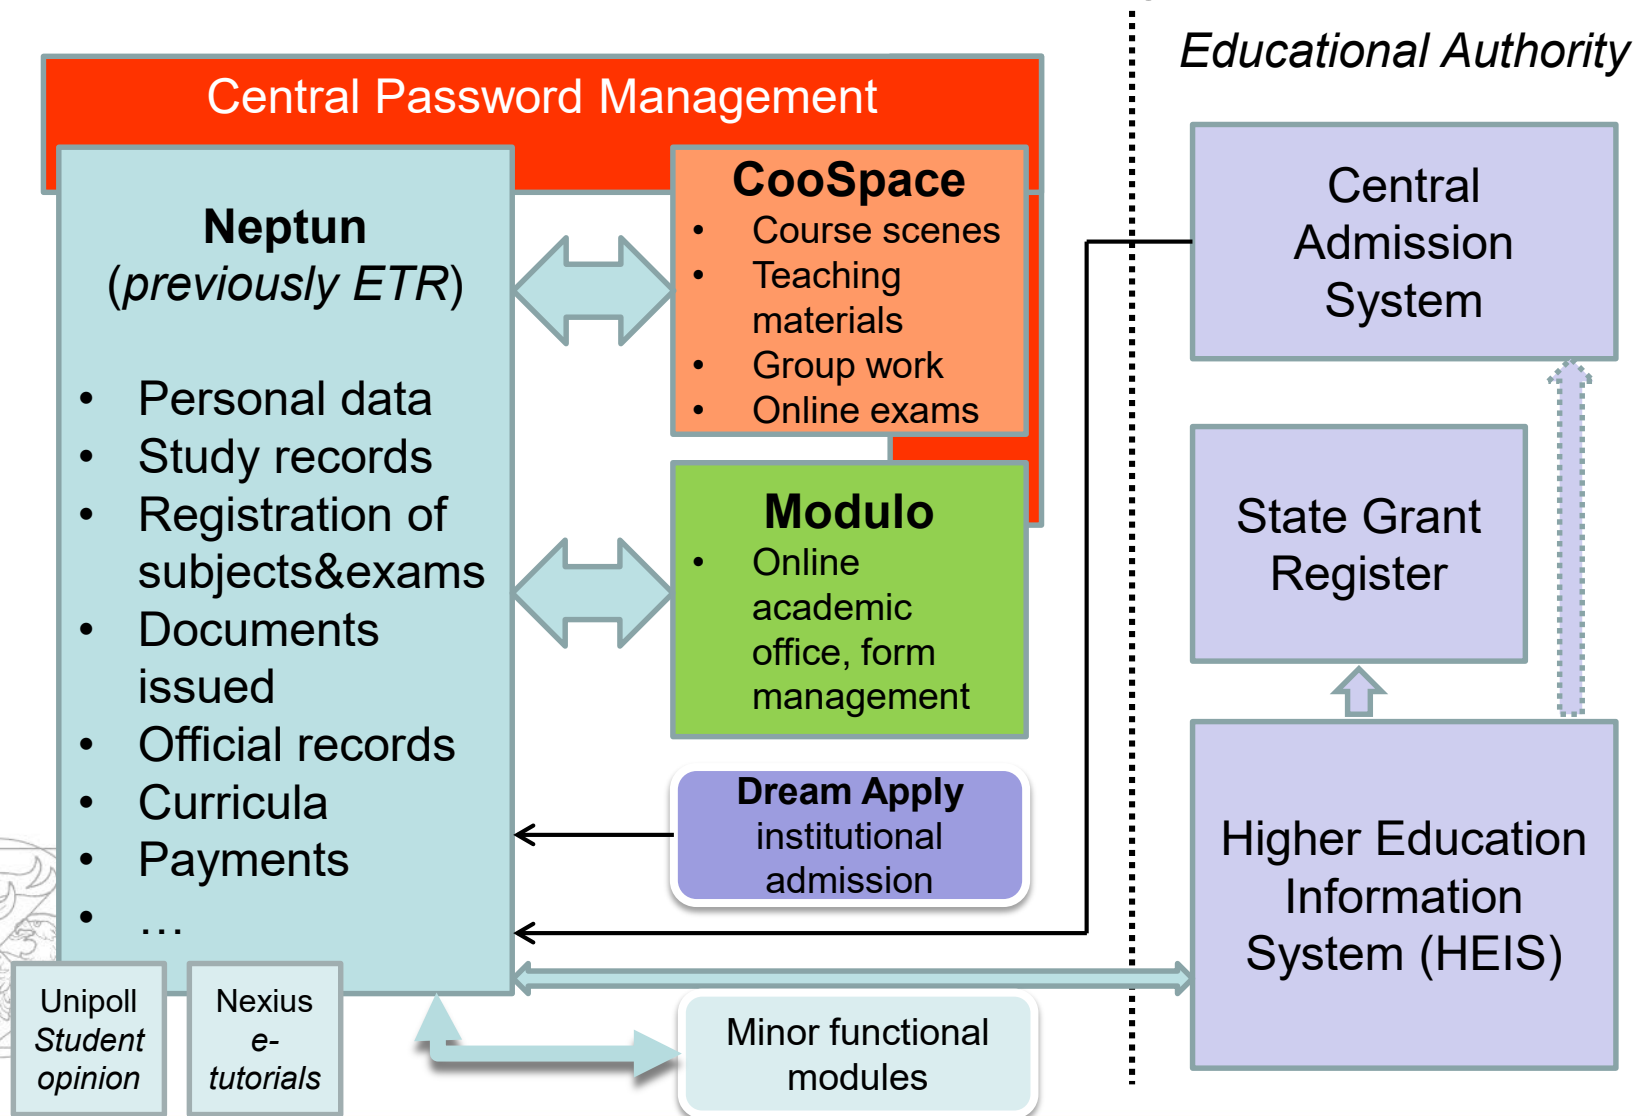 Educational Authority
Central Password Management
Neptun
(previously ETR)
• Personal data
• Study records
• Registration of
subjects&exams
• Documents
issued
• Official records
• Curricula
• Payments
• …
CooSpace
• Course scenes
• Teaching
materials
• Group work
• Online exams
Modulo
• Online
academic
office, form
management
Dream Apply
institutional
admission
Unipoll
Student
opinion
Nexius
e-
tutorials
Minor functional
modules
Central
Admission
System
State Grant
Register
Higher Education
Information
System (HEIS)